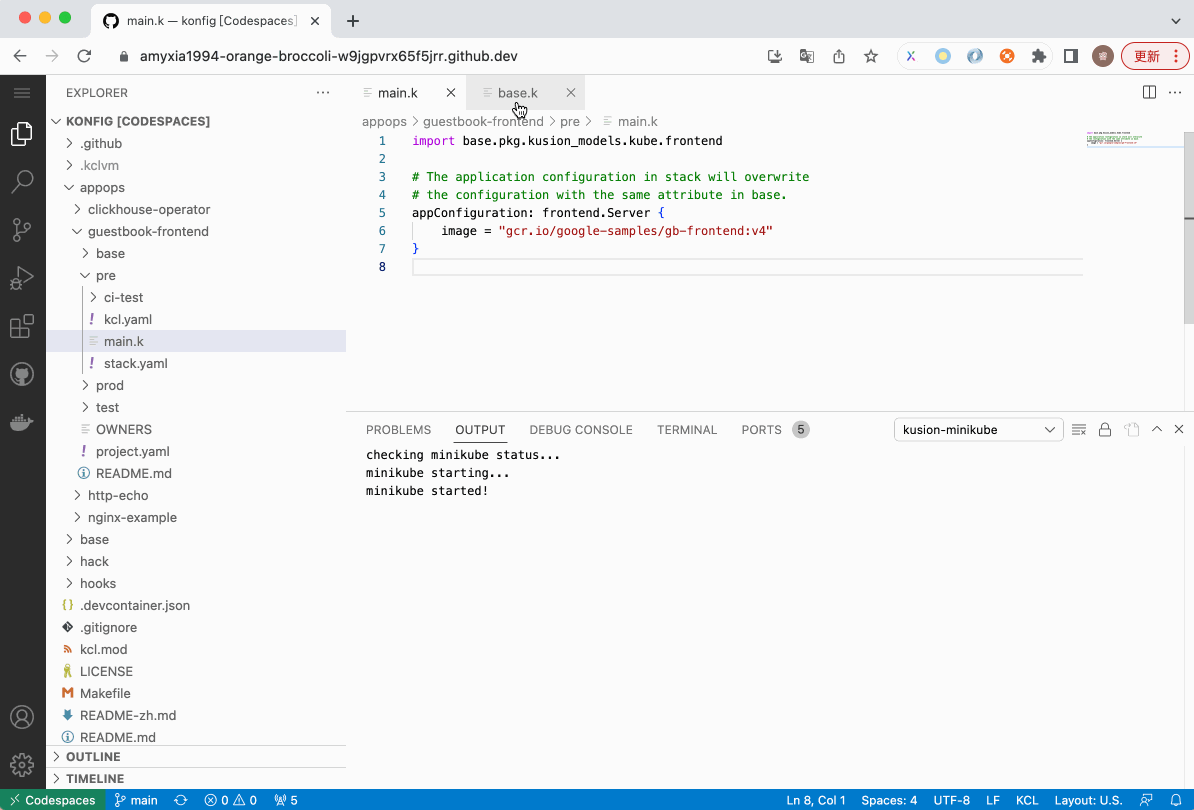 main.k — konfig [Codespaces]
amyxia1994-orange-broccoli-w9jgpvrx65f5jrr.github.dev
更新
EXPLORER
KONFIG [CODESPACES]
.github
.kclvm
appops
clickhouse-operator
guestbook-frontend
base
pre
ci-test
kcl.yaml
main.k
stack.yaml
prod
test
OWNERS
project.yaml
README.md
http-echo
nginx-example
base
hack
hooks
.devcontainer.json
.gitignore
kcl.mod
LICENSE
Makefile
README-zh.md
README.md
OUTLINE
TIMELINE
main.k
base.k
appops > guestbook-frontend > pre > main.k
1 import base.pkg.kusion_models.kube.frontend
2
3 # The application configuration in stack will overwrite
4 # the configuration with the same attribute in base.
5 appConfiguration: frontend.Server {
6     image = "gcr.io/google-samples/gb-frontend:v4"
7 }
8
PROBLEMS OUTPUT DEBUG CONSOLE TERMINAL PORTS 5 kusion-minikube
checking minikube status...
minikube starting...
minikube started!
Codespaces main 0 0 5 Ln 8, Col 1 Spaces: 4 UTF-8 LF KCL Layout: U.S.